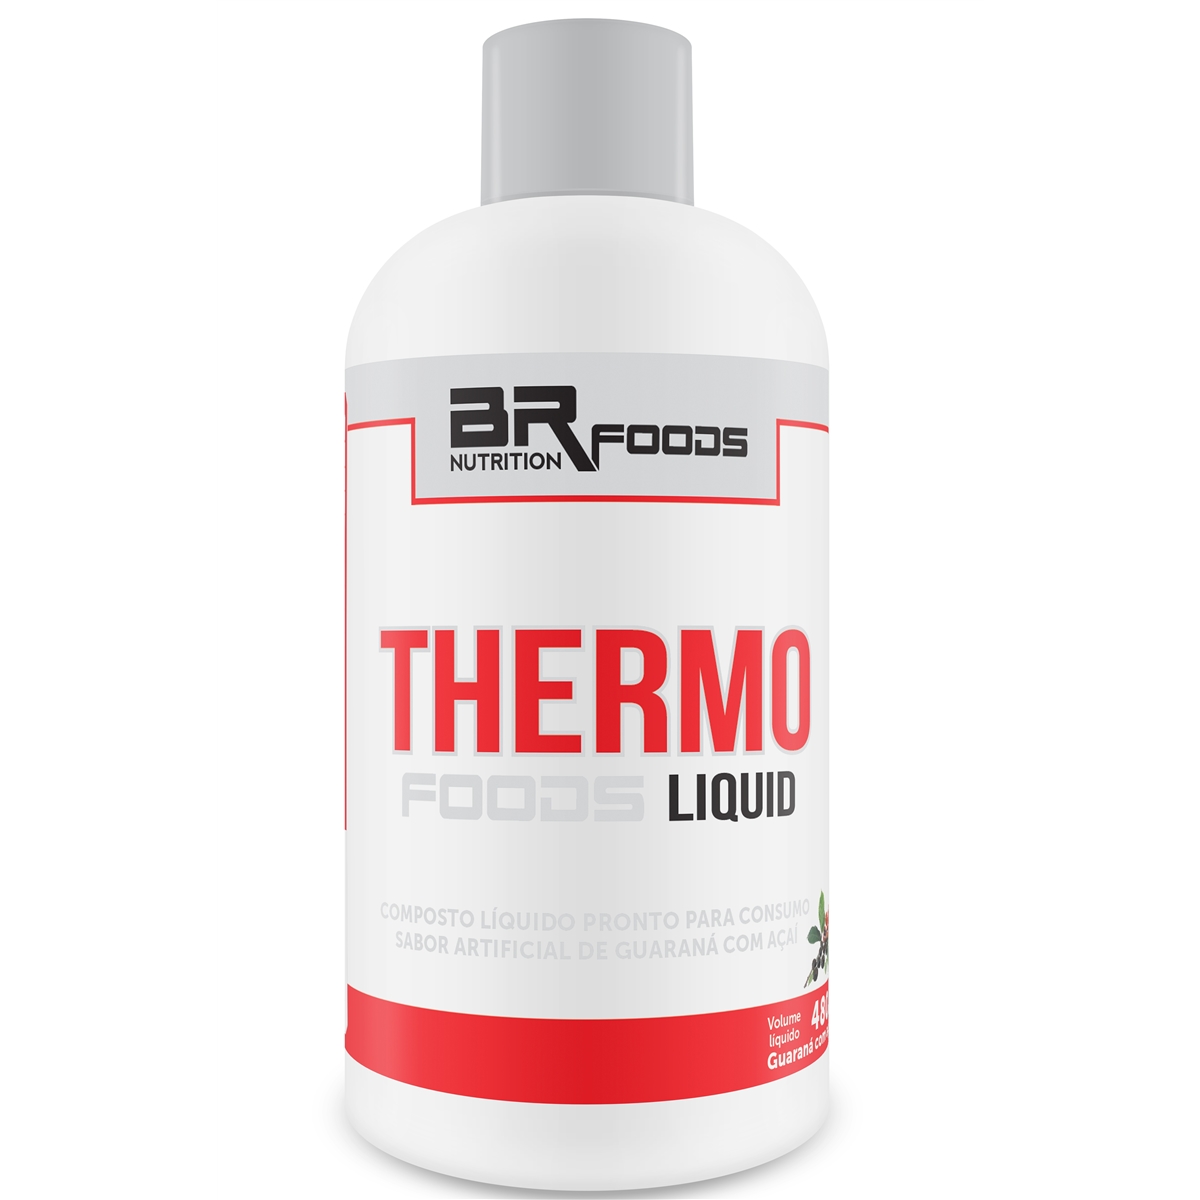 BR FOODS
NUTRITION
THERMO
FOODS LIQUID
COMPOSTO LÍQUIDO PRONTO PARA CONSUMO
SABOR ARTIFICIAL DE GUARANÁ COM AÇAÍ
Volume
líquido
Guaraná com